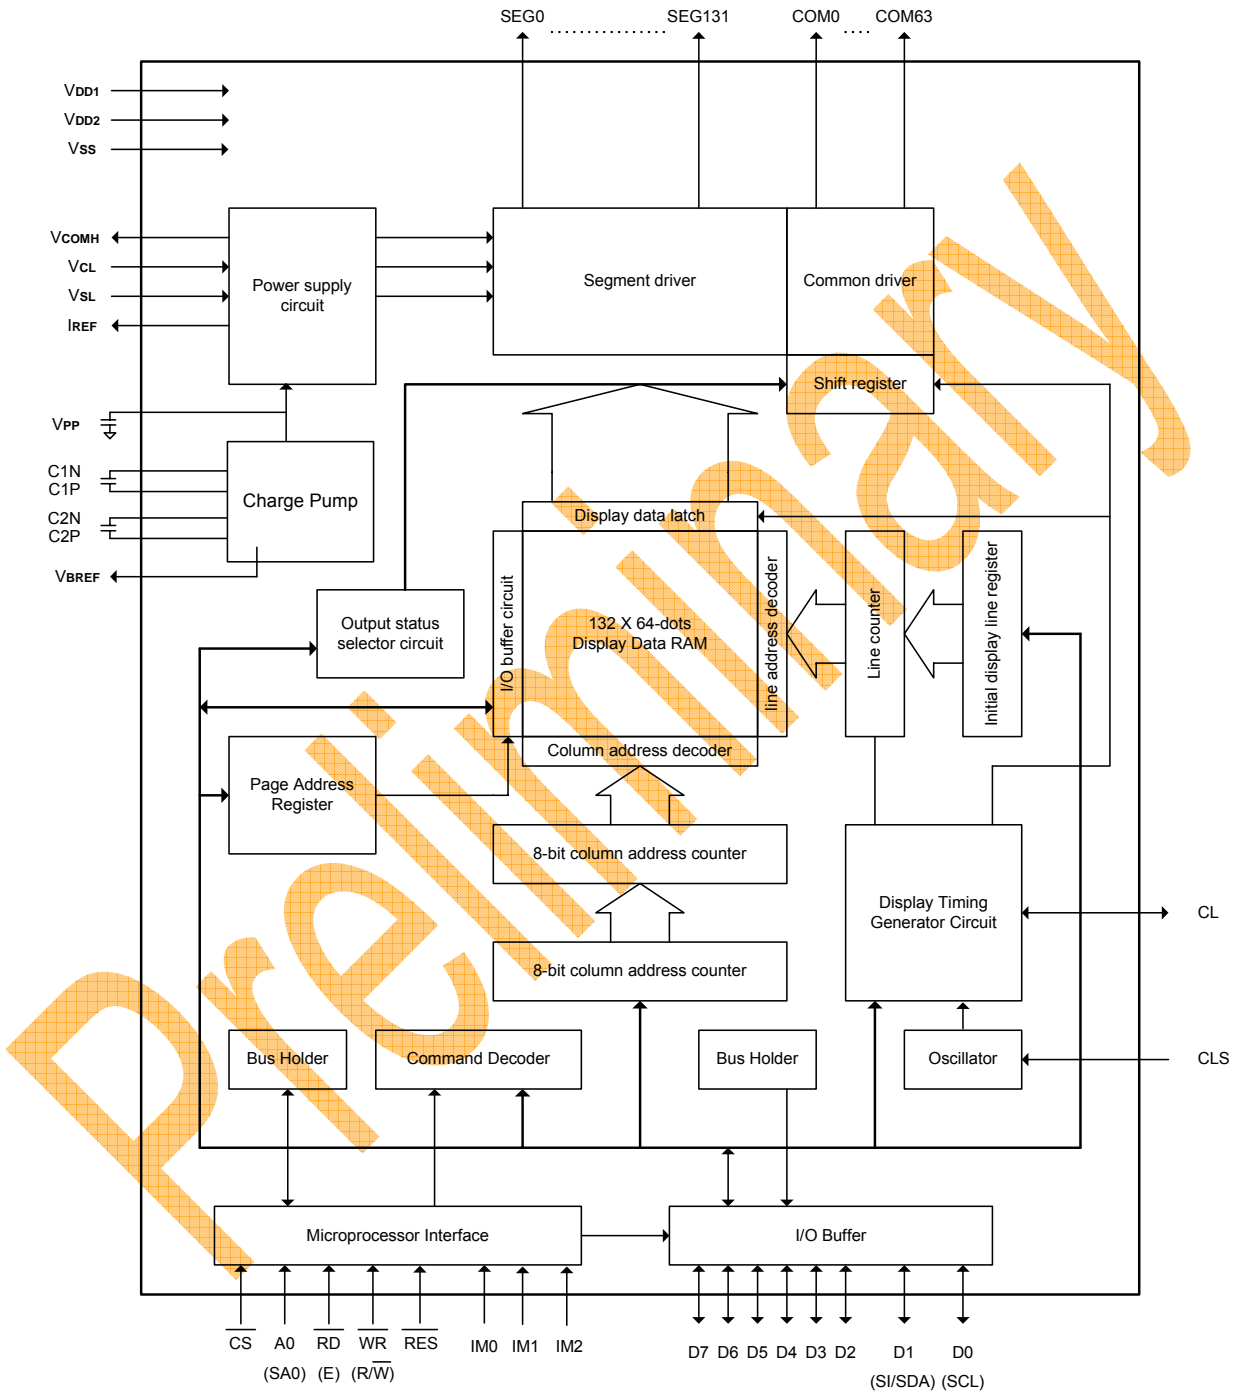 SEG0 ................ SEG131 COM0 .... COM63
VDD1
VDD2
VSS
VCOMH
VCL
VSL
IREF
Power supply
circuit
Segment driver
Common driver
Shift register
VPP
C1N
C1P
C2N
C2P
VBREF
Charge Pump
Display data latch
Output status
selector circuit
I/O buffer circuit
132 X 64-dots
Display Data RAM
line address decoder
Line counter
Initial display line register
Column address decoder
Page Address
Register
8-bit column address counter
8-bit column address counter
Display Timing
Generator Circuit
CL
Bus Holder
Command Decoder
Bus Holder
Oscillator
CLS
Microprocessor Interface
I/O Buffer
C̅S̅ A0 R̅D̅ W̅R̅ R̅E̅S̅ IM0 IM1 IM2 D7 D6 D5 D4 D3 D2 D1 D0
(SA0) (E) (R/W̅) (SI/SDA) (SCL)
Preliminary